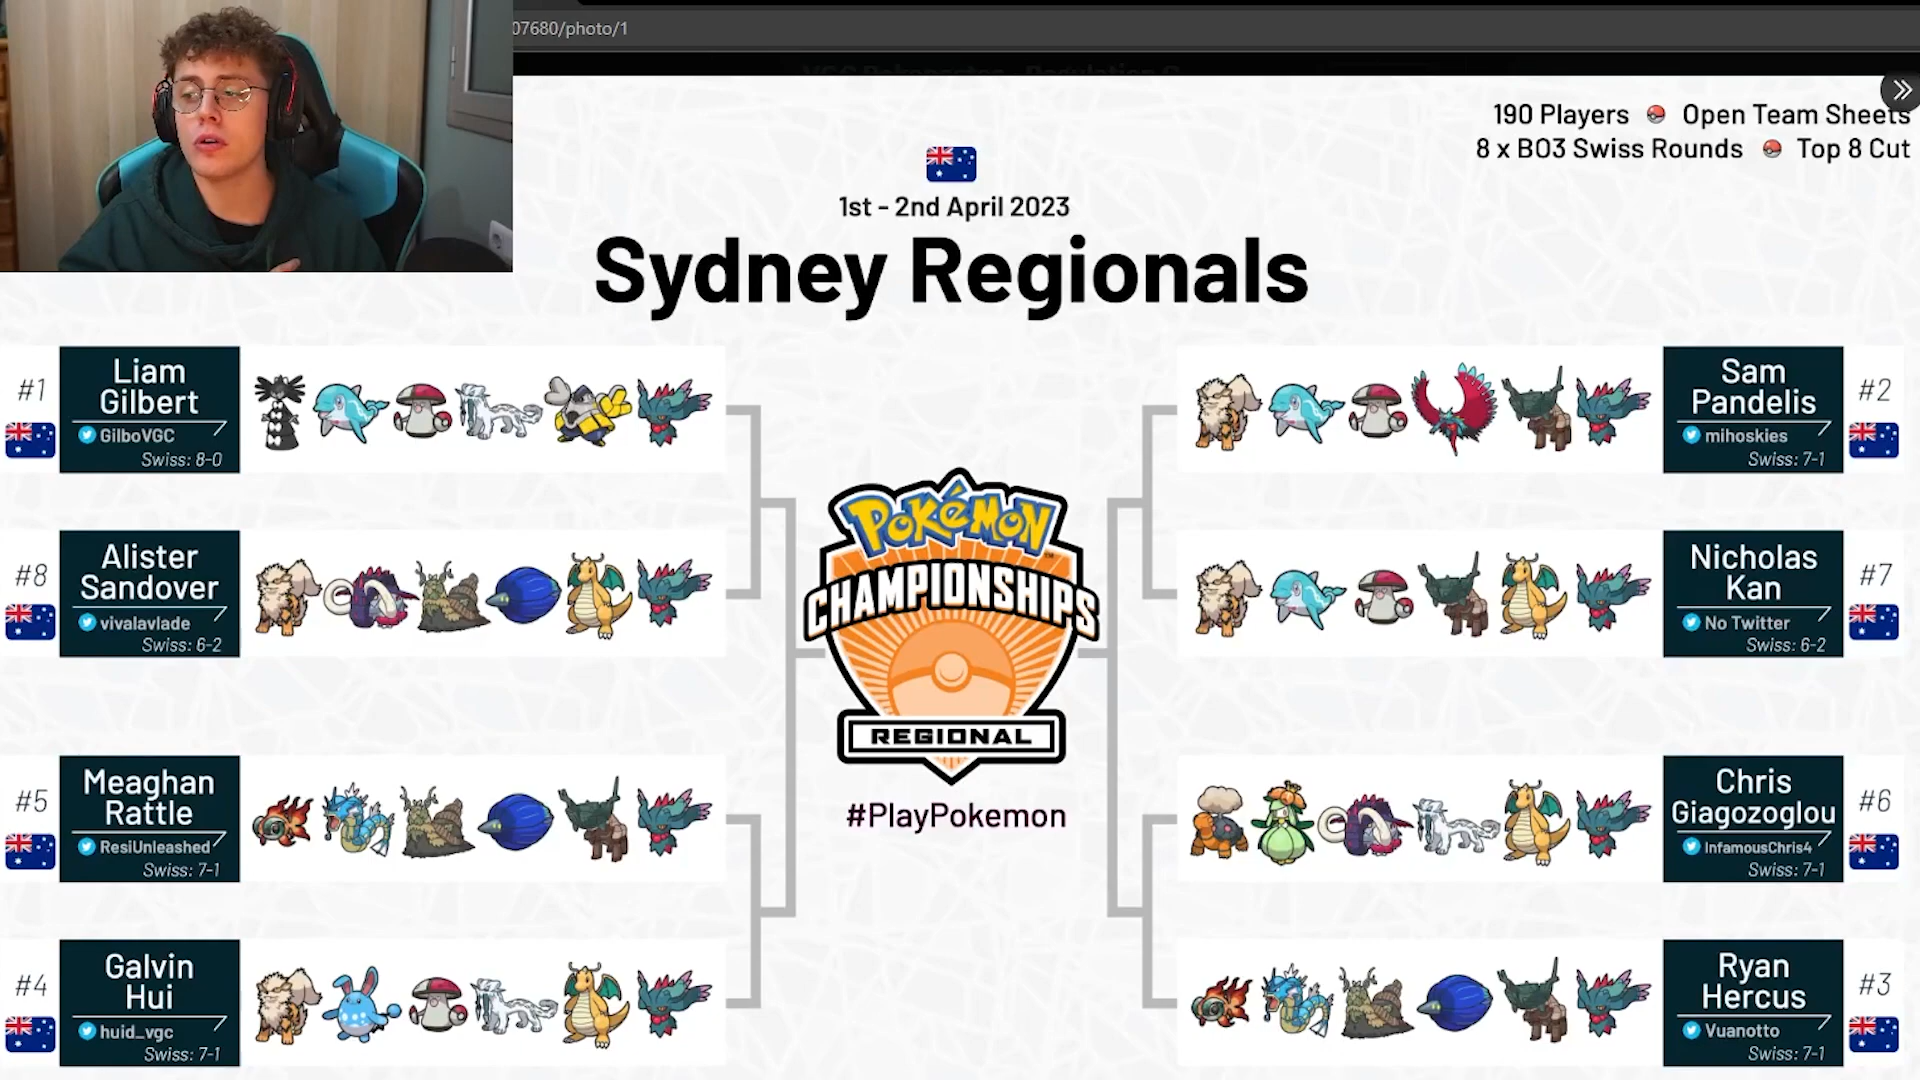 07680/photo/1
190 Players Open Team Sheets
8 x BO3 Swiss Rounds Top 8 Cut
1st - 2nd April 2023
Sydney Regionals
#1
Liam
Gilbert
GilboVGC
Swiss: 8-0
#8
Alister
Sandover
vivalavlade
Swiss: 6-2
#5
Meaghan
Rattle
ResiUnleashed
Swiss: 7-1
#4
Galvin
Hui
huid_vgc
Swiss: 7-1
POKéMON
CHAMPIONSHIPS
REGIONAL
#PlayPokemon
Sam
Pandelis
#2
mihoskies
Swiss: 7-1
Nicholas
Kan
#7
No Twitter
Swiss: 6-2
Chris
Giagozoglou
#6
InfamousChris4
Swiss: 7-1
Ryan
Hercus
#3
Vuanotto
Swiss: 7-1